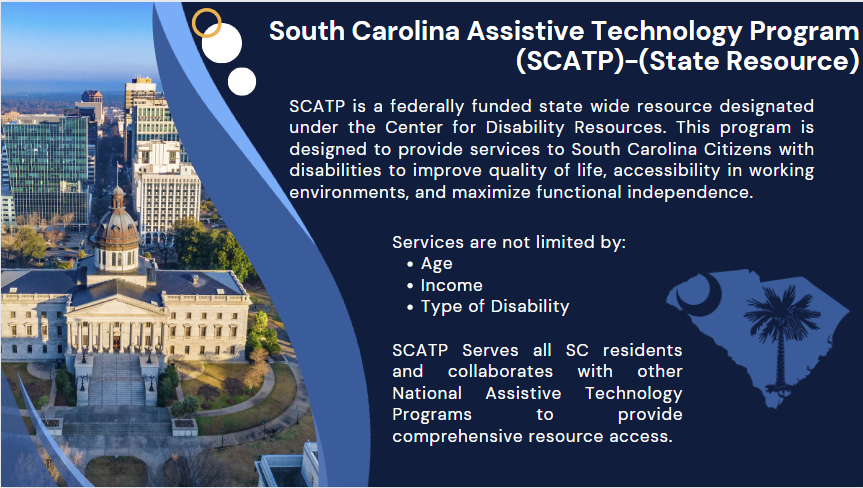 South Carolina Assistive Technology Program
(SCATP)-(State Resource)
SCATP is a federally funded state wide resource designated
under the Center for Disability Resources. This program is
designed to provide services to South Carolina Citizens with
disabilities to improve quality of life, accessibility in working
environments, and maximize functional independence.
Services are not limited by:
• Age
• Income
• Type of Disability
SCATP Serves all SC residents
and collaborates with other
National Assistive Technology
Programs to provide
comprehensive resource access.